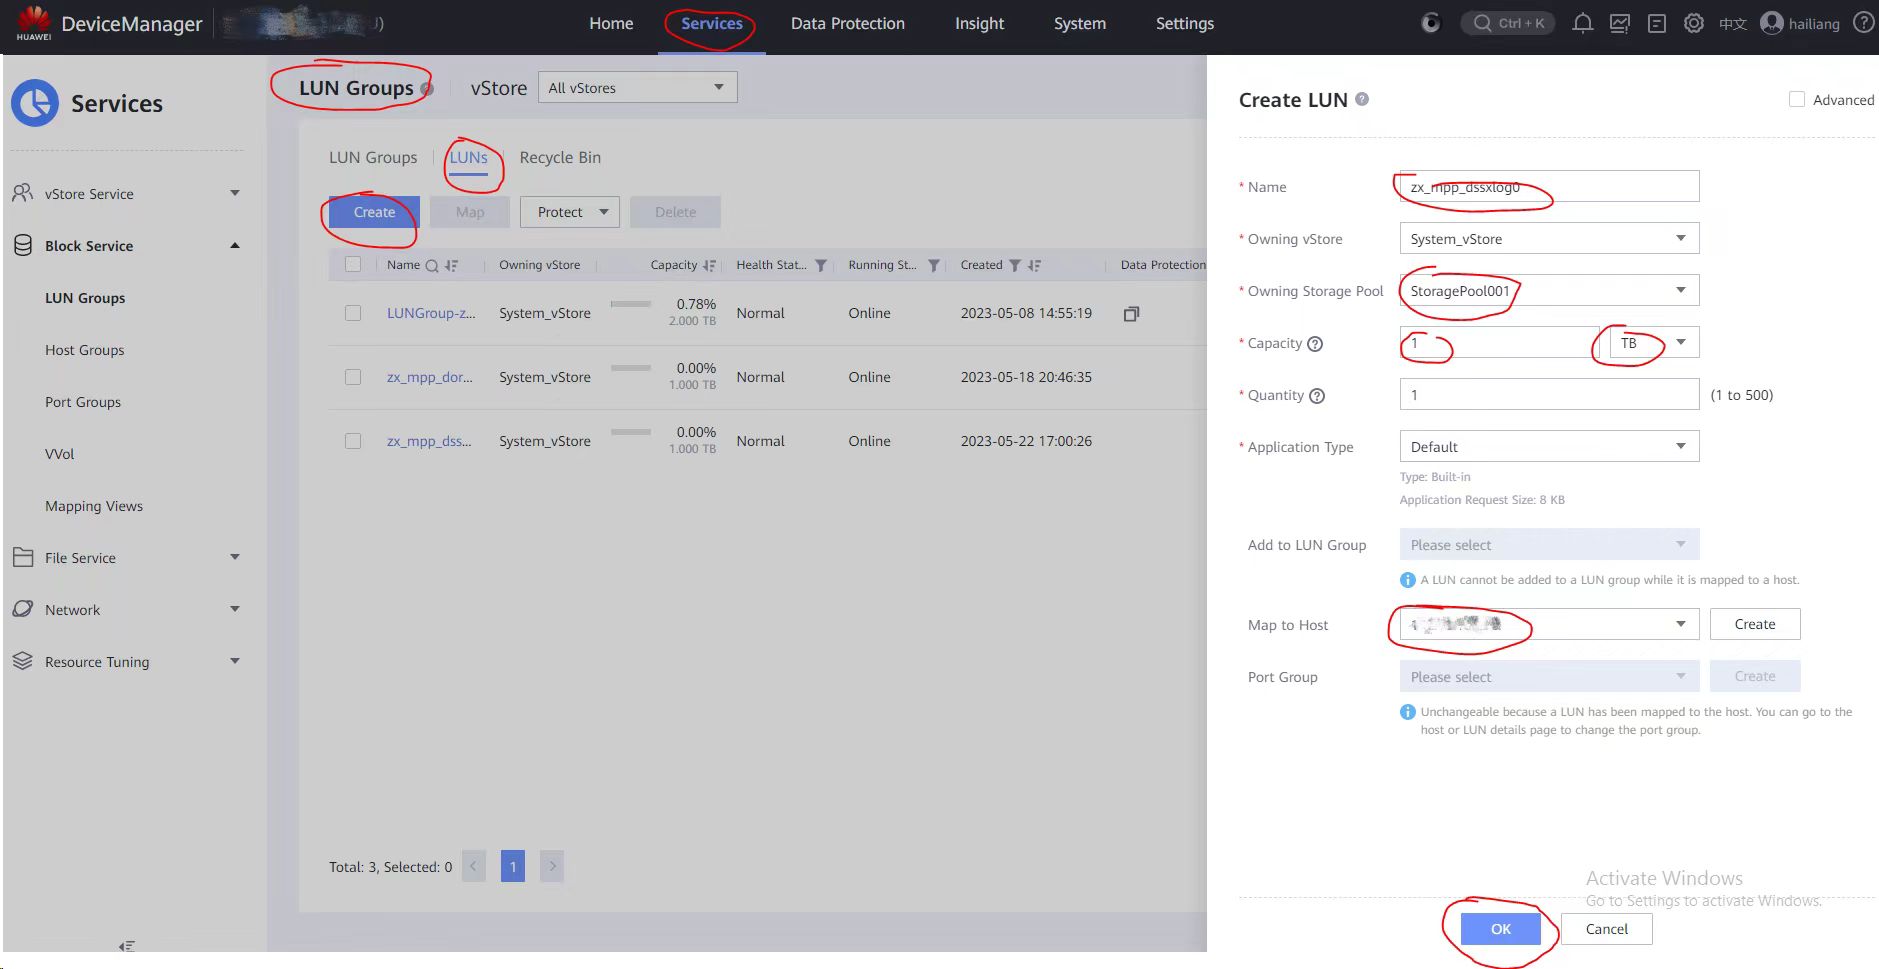 HUAWEI
DeviceManager
Home
Services
Data Protection
Insight
System
Settings
Ctrl + K
中文
hailiang
Services
vStore Service
Block Service
LUN Groups
Host Groups
Port Groups
VVol
Mapping Views
File Service
Network
Resource Tuning
LUN Groups
vStore
All vStores
LUN Groups
LUNs
Recycle Bin
Create
Map
Protect
Delete
Name
Owning vStore
Capacity
Health Stat...
Running St...
Created
Data Protection
LUNGroup-z...
System_vStore
0.78%
2.000 TB
Normal
Online
2023-05-08 14:55:19
zx_mpp_dor...
System_vStore
0.00%
1.000 TB
Normal
Online
2023-05-18 20:46:35
zx_mpp_dss...
System_vStore
0.00%
1.000 TB
Normal
Online
2023-05-22 17:00:26
Total: 3, Selected: 0
1
Create LUN
Advanced
* Name
zx_mpp_dssxlog0
* Owning vStore
System_vStore
* Owning Storage Pool
StoragePool001
* Capacity
1
TB
* Quantity
1
(1 to 500)
* Application Type
Default
Type: Built-in
Application Request Size: 8 KB
Add to LUN Group
Please select
A LUN cannot be added to a LUN group while it is mapped to a host.
Map to Host
Create
Port Group
Please select
Create
Unchangeable because a LUN has been mapped to the host. You can go to the
host or LUN details page to change the port group.
Activate Windows
Go to Settings to activate Windows.
OK
Cancel